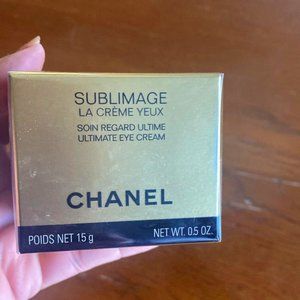 SUBLIMAGE
LA CRÈME YEUX
SOIN REGARD ULTIME
ULTIMATE EYE CREAM
CHANEL
POIDS NET 15 g NET WT. 0.5 OZ.